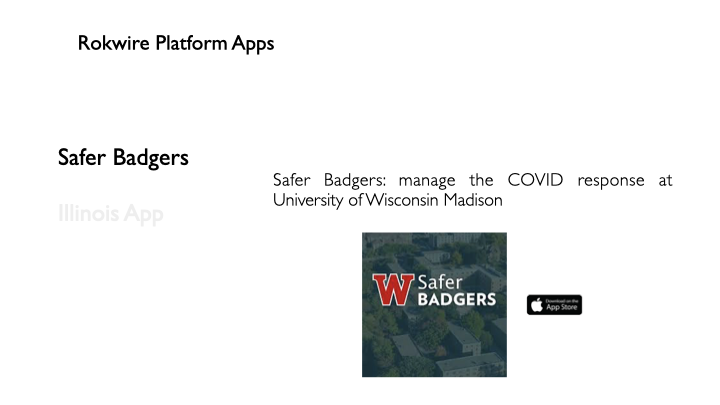 Rokwire Platform Apps
Safer Badgers
Safer Badgers: manage the COVID response at
University of Wisconsin Madison
Illinois App
W Safer
BADGERS
Download on the
App Store